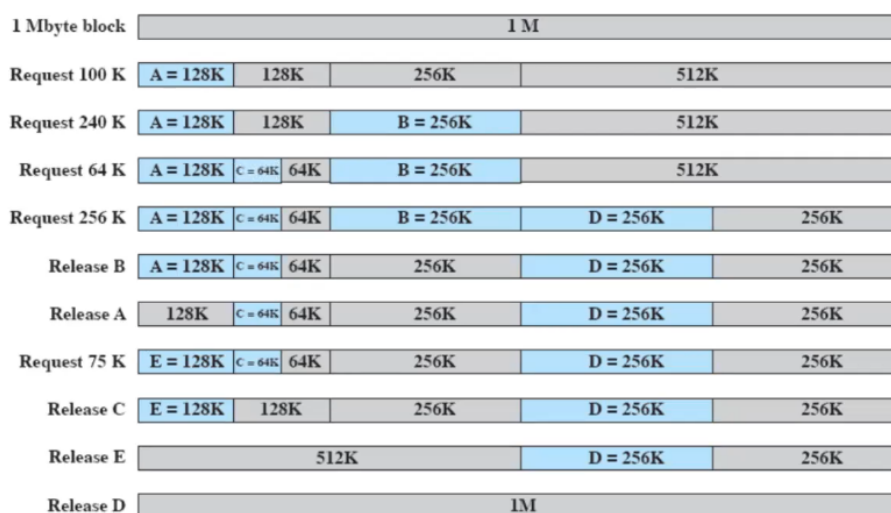 1 Mbyte block 1 M
Request 100 K A = 128K 128K 256K 512K
Request 240 K A = 128K 128K B = 256K 512K
Request 64 K A = 128K C = 64K 64K B = 256K 512K
Request 256 K A = 128K C = 64K 64K B = 256K D = 256K 256K
Release B A = 128K C = 64K 64K 256K D = 256K 256K
Release A 128K C = 64K 64K 256K D = 256K 256K
Request 75 K E = 128K C = 64K 64K 256K D = 256K 256K
Release C E = 128K 128K 256K D = 256K 256K
Release E 512K D = 256K 256K
Release D 1M